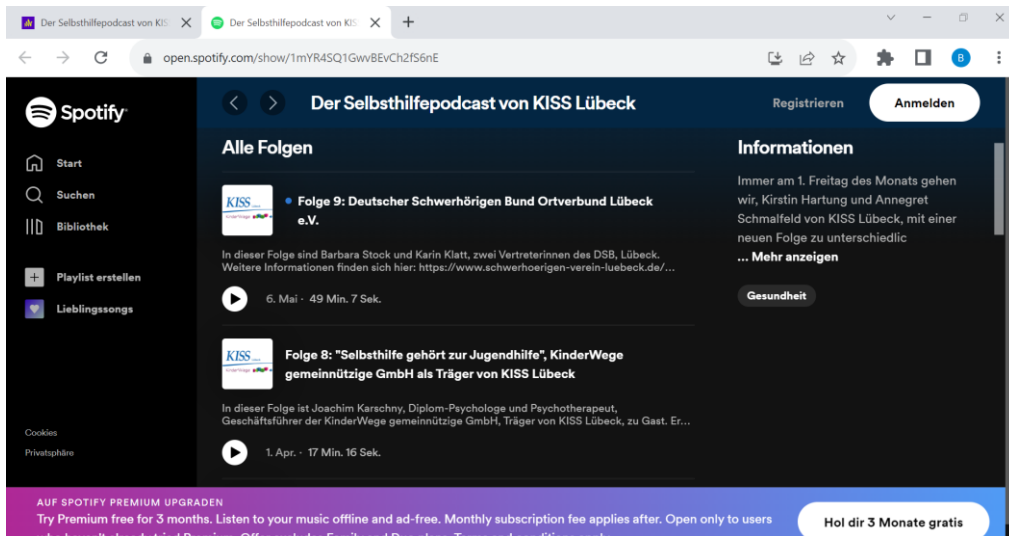 Der Selbsthilfepodcast von KIS
Der Selbsthilfepodcast von KIS
open.spotify.com/show/1mYR4SQ1GwvBEvCh2fS6nE
B
Spotify
Der Selbsthilfepodcast von KISS Lübeck
Registrieren
Anmelden
Start
Suchen
Bibliothek
Playlist erstellen
Lieblingssongs
Cookies
Privatsphäre
Alle Folgen
KISS
Folge 9: Deutscher Schwerhörigen Bund Ortverbund Lübeck
e.V.
In dieser Folge sind Barbara Stock und Karin Klatt, zwei Vertreterinnen des DSB, Lübeck.
Weitere Informationen finden sich hier: https://www.schwerhoerigen-verein-luebeck.de/...
6. Mai · 49 Min. 7 Sek.
KISS
Folge 8: "Selbsthilfe gehört zur Jugendhilfe", KinderWege
gemeinnützige GmbH als Träger von KISS Lübeck
In dieser Folge ist Joachim Karschny, Diplom-Psychologe und Psychotherapeut,
Geschäftsführer der KinderWege gemeinnützige GmbH, Träger von KISS Lübeck, zu Gast. Er...
1. Apr. · 17 Min. 16 Sek.
Informationen
Immer am 1. Freitag des Monats gehen
wir, Kirstin Hartung und Annegret
Schmalfeld von KISS Lübeck, mit einer
neuen Folge zu unterschiedlic
... Mehr anzeigen
Gesundheit
AUF SPOTIFY PREMIUM UPGRADEN
Try Premium free for 3 months. Listen to your music offline and ad-free. Monthly subscription fee applies after. Open only to users
Hol dir 3 Monate gratis